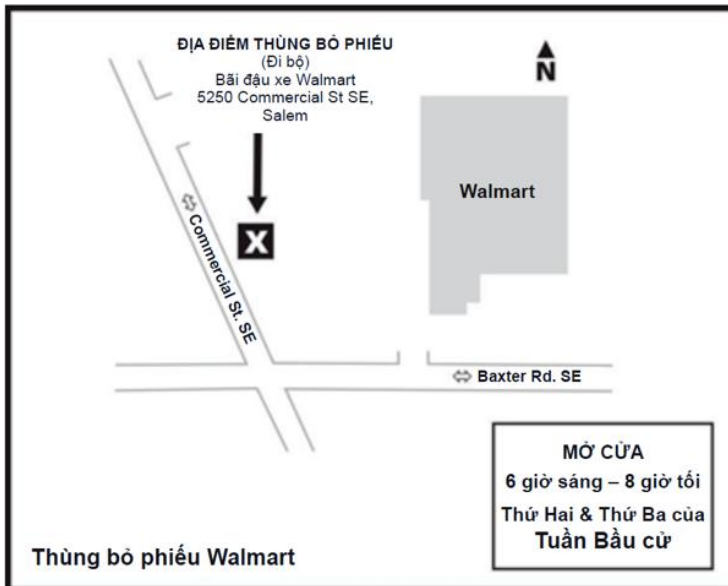 ĐỊA ĐIỂM THÙNG BỎ PHIẾU
(Đi bộ)
Bãi đậu xe Walmart
5250 Commercial St SE,
Salem
N
Walmart
X
Commercial St. SE
Baxter Rd. SE
MỞ CỬA
6 giờ sáng – 8 giờ tối
Thứ Hai & Thứ Ba của
Tuần Bầu cử
Thùng bỏ phiếu Walmart